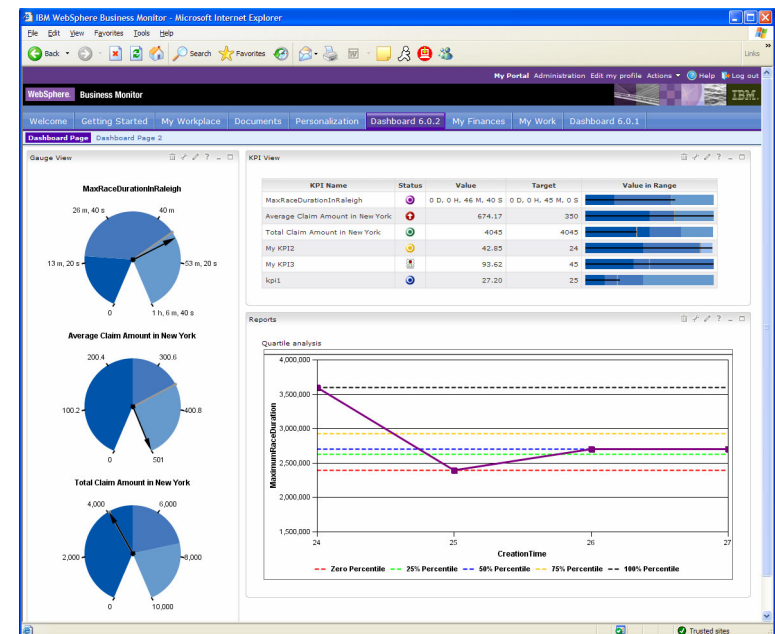 IBM WebSphere Business Monitor - Microsoft Internet Explorer
File Edit View Favorites Tools Help
Back Search Favorites Links
My Portal Administration Edit my profile Actions Help Log out
WebSphere. Business Monitor IBM.
Welcome Getting Started My Workplace Documents Personalization Dashboard 6.0.2 My Finances My Work Dashboard 6.0.1
Dashboard Page Dashboard Page 2
Gauge View
MaxRaceDurationInRaleigh
26 m, 40 s 40 m
13 m, 20 s 53 m, 20 s
0 1 h, 6 m, 40 s
Average Claim Amount in New York
200.4 300.6
100.2 400.8
0 501
Total Claim Amount in New York
4,000 6,000
2,000 8,000
0 10,000
KPI View
KPI Name Status Value Target Value in Range
MaxRaceDurationInRaleigh 0 D, 0 H, 46 M, 40 S 0 D, 0 H, 45 M, 0 S
Average Claim Amount in New York 674.17 350
Total Claim Amount in New York 4045 4045
My KPI2 42.85 24
My KPI3 93.62 45
kpi1 27.20 25
Reports
Quartile analysis
MaximumRaceDuration
4,000,000
3,500,000
3,000,000
2,500,000
2,000,000
1,500,000
24 25 26 27
CreationTime
Zero Percentile 25% Percentile 50% Percentile 75% Percentile 100% Percentile
Trusted sites